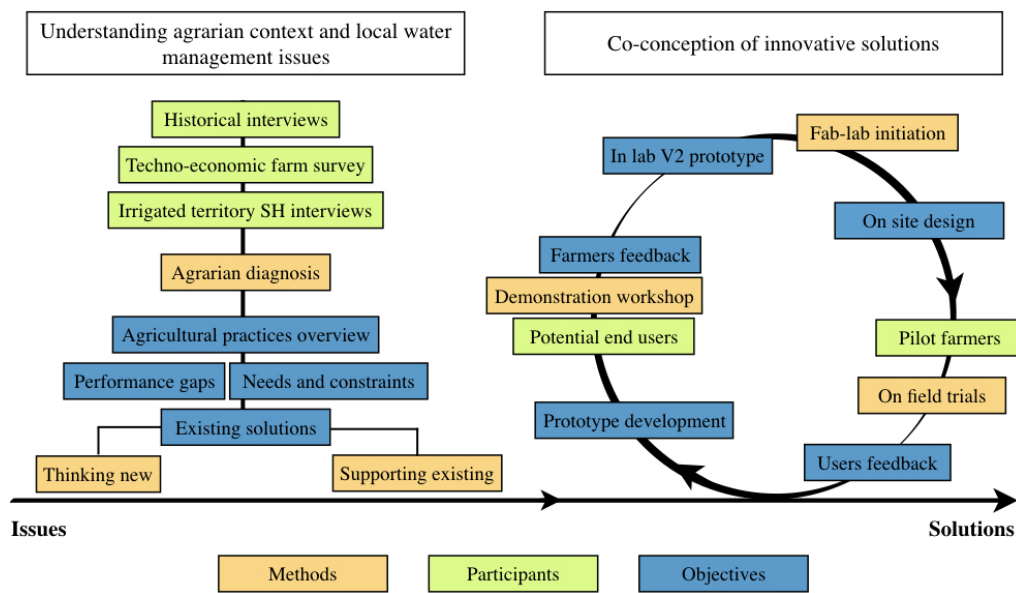 Understanding agrarian context and local water
management issues
Co-conception of innovative solutions
Historical interviews
Techno-economic farm survey
Irrigated territory SH interviews
Agrarian diagnosis
Agricultural practices overview
Performance gaps
Needs and constraints
Existing solutions
Thinking new
Supporting existing
Fab-lab initiation
In lab V2 prototype
On site design
Farmers feedback
Demonstration workshop
Potential end users
Pilot farmers
On field trials
Prototype development
Users feedback
Issues
Solutions
Methods
Participants
Objectives